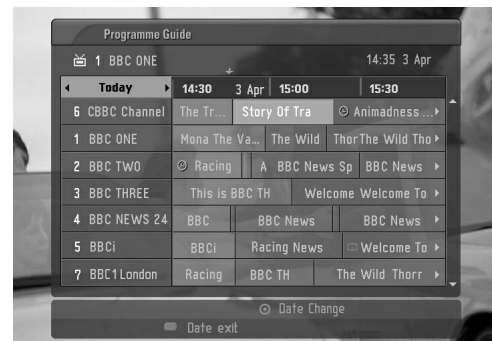 Programme Guide
1 BBC ONE 14:35 3 Apr
Today 14:30 3 Apr 15:00 15:30
6 CBBC Channel The Tr... Story Of Tra Animadness ...
1 BBC ONE Mona The Va... The Wild ThorThe Wild Tho
2 BBC TWO Racing A BBC News Sp BBC News
3 BBC THREE This is BBC TH Welcome Welcome To
4 BBC NEWS 24 BBC BBC News BBC News
5 BBCi BBCi Racing News Welcome To
7 BBC1 London Racing BBC TH The Wild Thorr
Date Change
Date exit